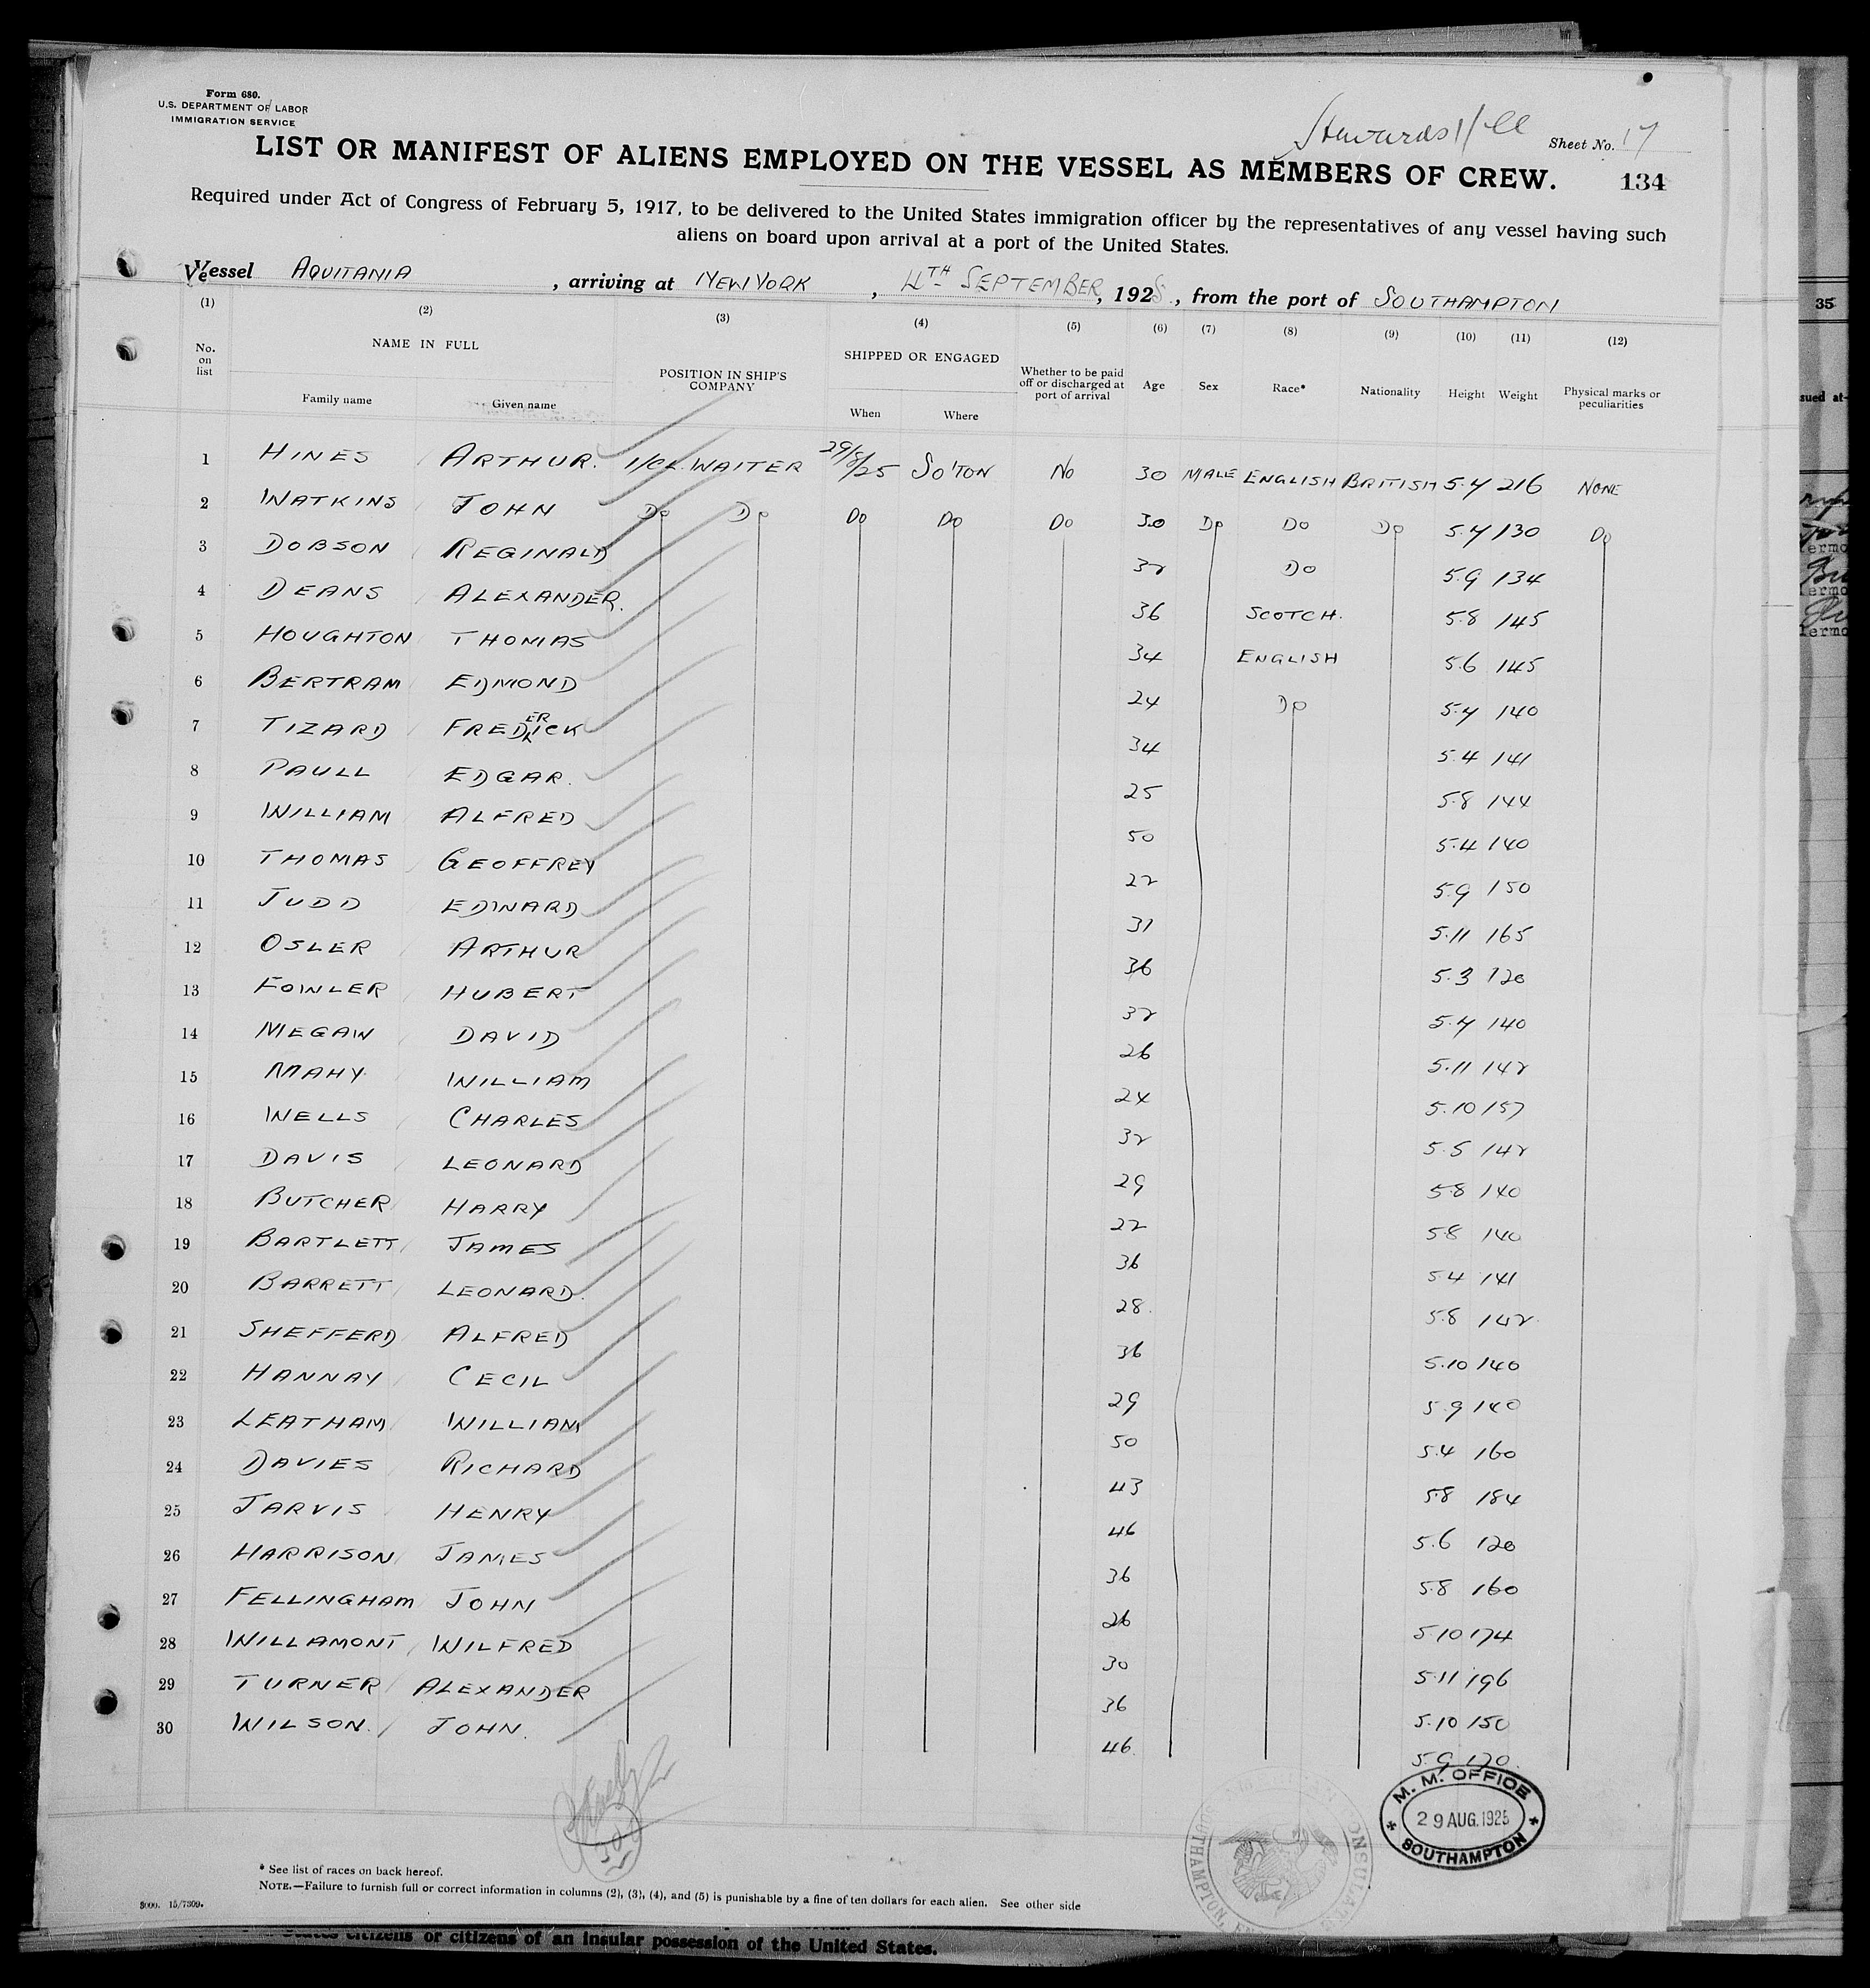 Form 680.
U.S. DEPARTMENT OF LABOR
IMMIGRATION SERVICE
Stewards 1/cl Sheet No. 17
LIST OR MANIFEST OF ALIENS EMPLOYED ON THE VESSEL AS MEMBERS OF CREW. 134
Required under Act of Congress of February 5, 1917, to be delivered to the United States immigration officer by the representatives of any vessel having such
aliens on board upon arrival at a port of the United States.
Vessel AQUITANIA, arriving at NEW YORK, 4TH SEPTEMBER, 1925, from the port of SOUTHAMPTON
(1) (2) (3) (4) (5) (6) (7) (8) (9) (10) (11) (12)
No. on list NAME IN FULL Family name Given name POSITION IN SHIP'S COMPANY SHIPPED OR ENGAGED When Where Whether to be paid off or discharged at port of arrival Age Sex Race* Nationality Height Weight Physical marks or peculiarities
1 HINES ARTHUR. 1/CL. WAITER 29/8/25 SO'TON NO 30 MALE ENGLISH BRITISH 5.4 216 NONE
2 WATKINS JOHN DO DO DO DO DO 30 DO DO DO 5.4 130 DO
3 DOBSON REGINALD 32 DO 5.9 134
4 DEANS ALEXANDER. 36 SCOTCH. 5.8 145
5 HOUGHTON THOMAS 34 ENGLISH 5.6 145
6 BERTRAM EDMOND 24 DO 5.4 140
7 TIZARD FREDERICK 34 5.4 141
8 PAULL EDGAR. 25 5.8 144
9 WILLIAM ALFRED 50 5.4 140
10 THOMAS GEOFFREY 22 5.9 150
11 JUDD EDWARD 31 5.11 165
12 OSLER ARTHUR 36 5.3 120
13 FOWLER HUBERT 32 5.4 140
14 MEGAW DAVID 26 5.11 142
15 MAHY WILLIAM 24 5.10 157
16 WELLS CHARLES 32 5.5 142
17 DAVIS LEONARD 29 5.8 140
18 BUTCHER HARRY 22 5.8 140
19 BARTLETT JAMES 36 5.4 141
20 BARRETT LEONARD. 28. 5.8 142
21 SHEFFERD ALFRED 36 5.10 140
22 HANNAY CECIL 29 5.9 140
23 LEATHAM WILLIAM 50 5.4 160
24 DAVIES RICHARD 43 5.8 184
25 JARVIS HENRY 46 5.6 120
26 HARRISON JAMES 36 5.8 160
27 FELLINGHAM JOHN 26 5.10 174
28 WILLAMONT WILFRED 30 5.11 196
29 TURNER ALEXANDER 36 5.10 150
30 WILSON. JOHN. 46. 5.9 170.
M. M. OFFICE
29 AUG. 1925
SOUTHAMPTON
* See list of races on back hereof.
NOTE.—Failure to furnish full or correct information in columns (2), (3), (4), and (5) is punishable by a fine of ten dollars for each alien. See other side
15/7309.
States citizens or citizens of an insular possession of the United States.
35
sued at-